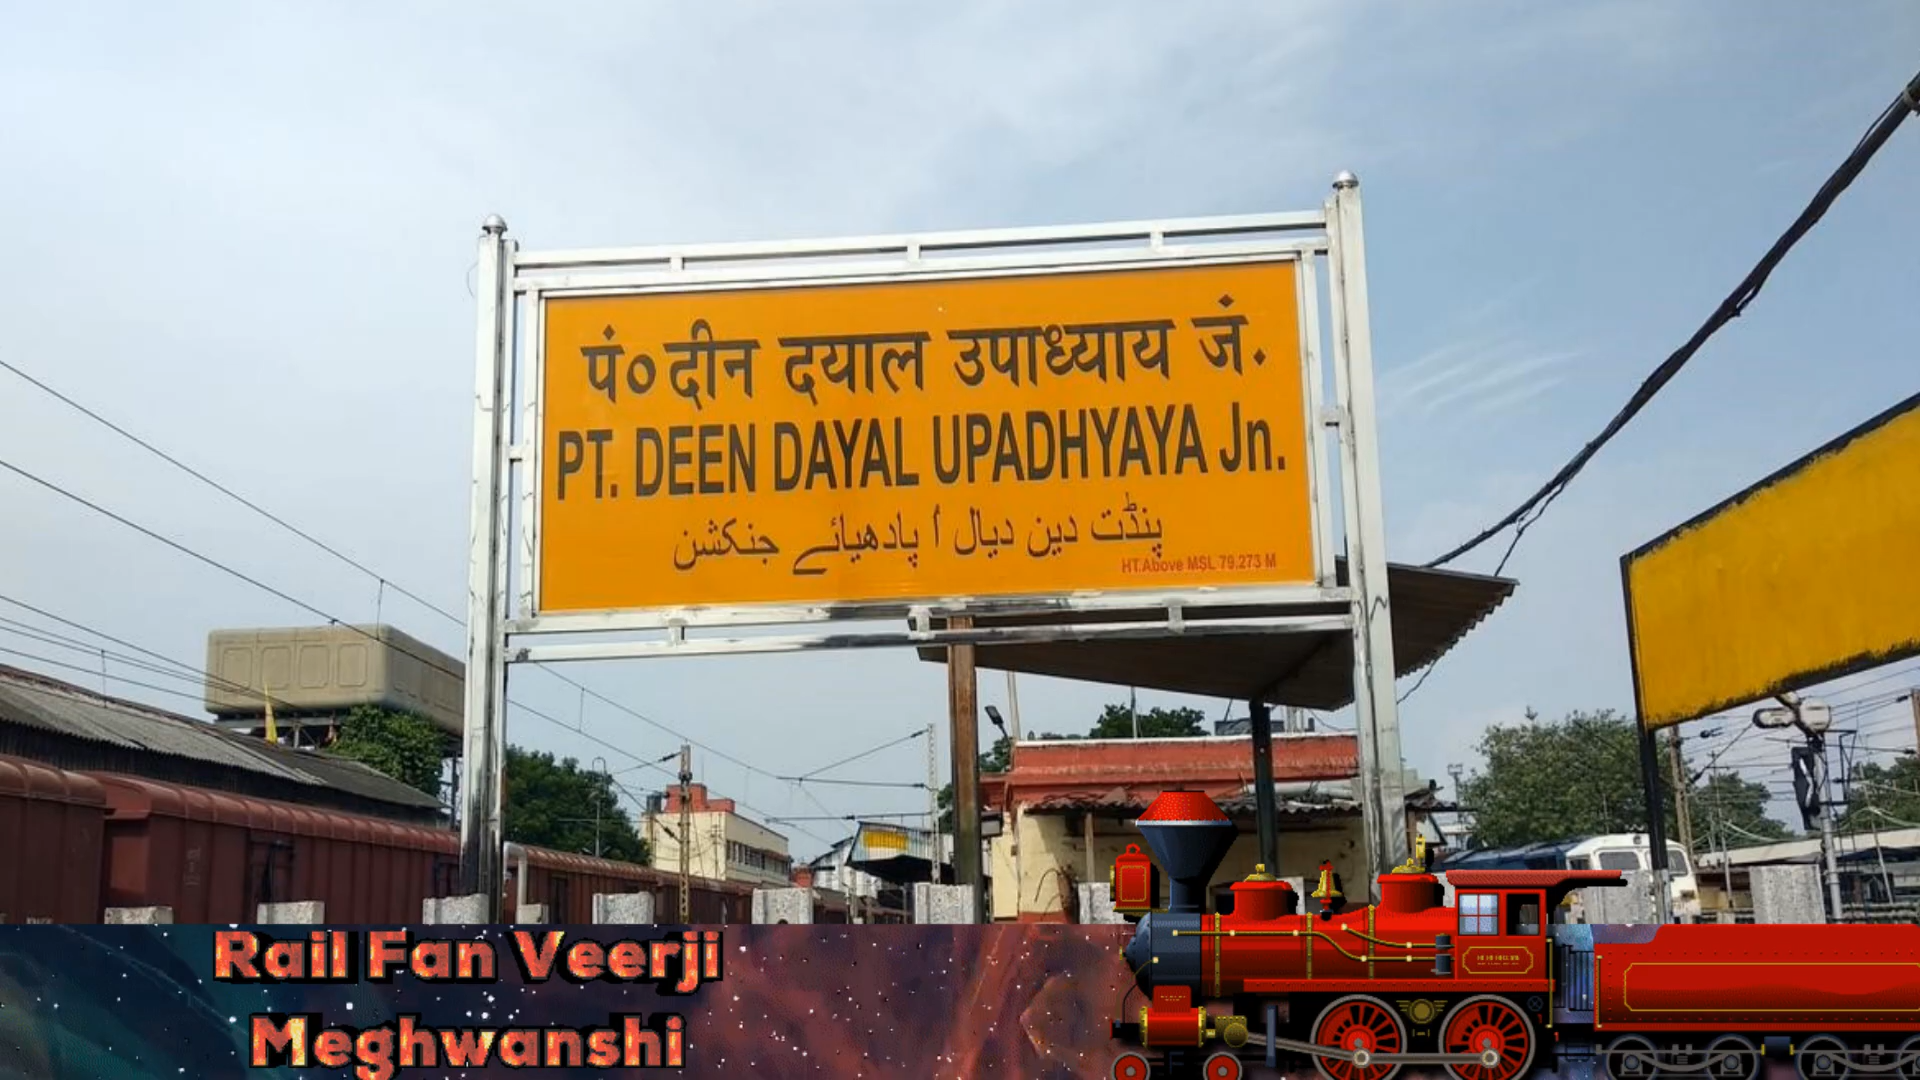 पं० दीन दयाल उपाध्याय जं.
PT. DEEN DAYAL UPADHYAYA Jn.
پنڈت دین دیال اُپادھیائے جنکشن
HT.Above MSL 79.273 M
Rail Fan Veerji
Meghwanshi